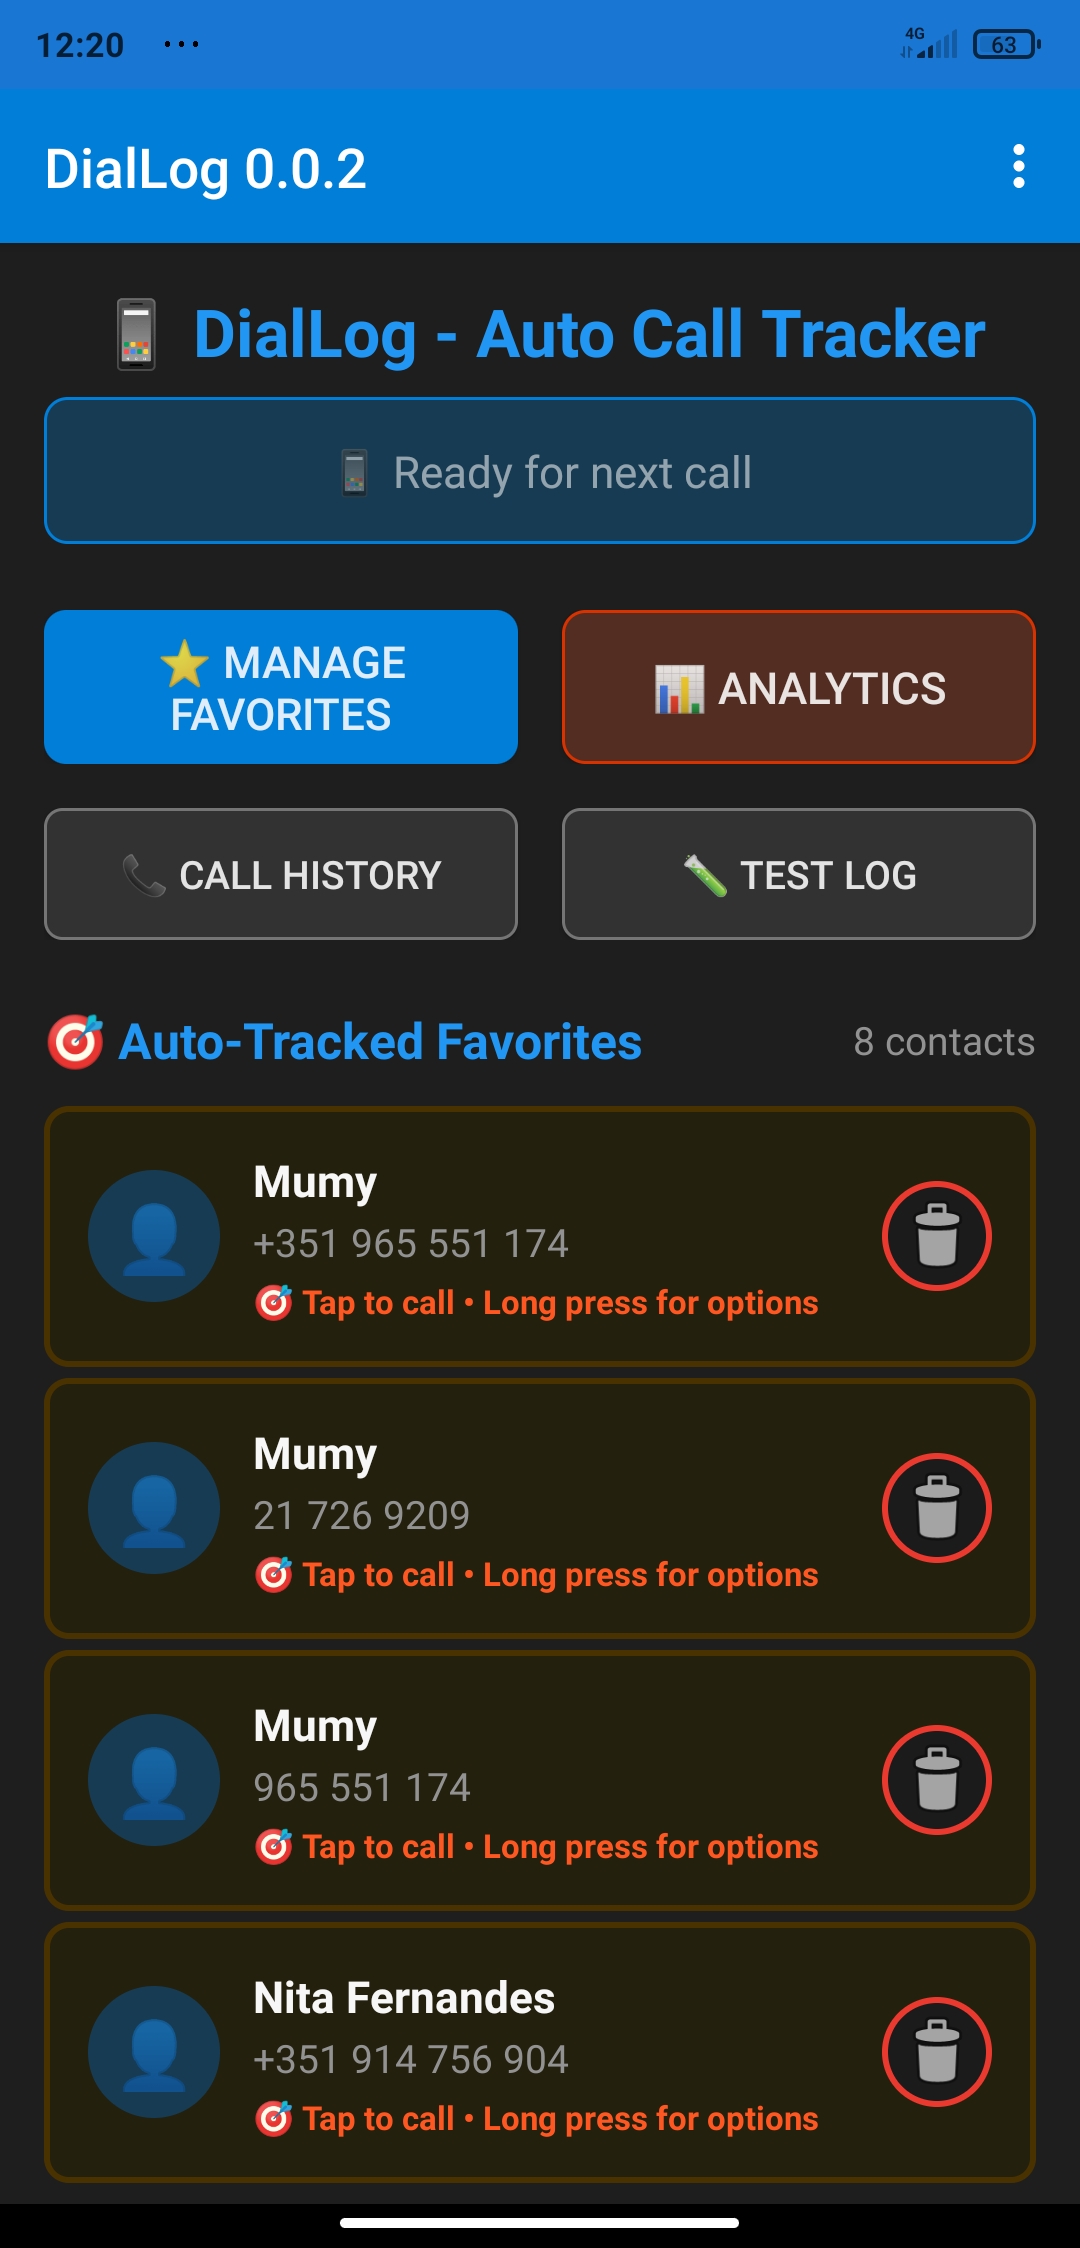 12:20 ... 4G 63
DialLog 0.0.2
DialLog - Auto Call Tracker
Ready for next call
MANAGE
FAVORITES
ANALYTICS
CALL HISTORY
TEST LOG
Auto-Tracked Favorites 8 contacts
Mumy
+351 965 551 174
Tap to call • Long press for options
Mumy
21 726 9209
Tap to call • Long press for options
Mumy
965 551 174
Tap to call • Long press for options
Nita Fernandes
+351 914 756 904
Tap to call • Long press for options